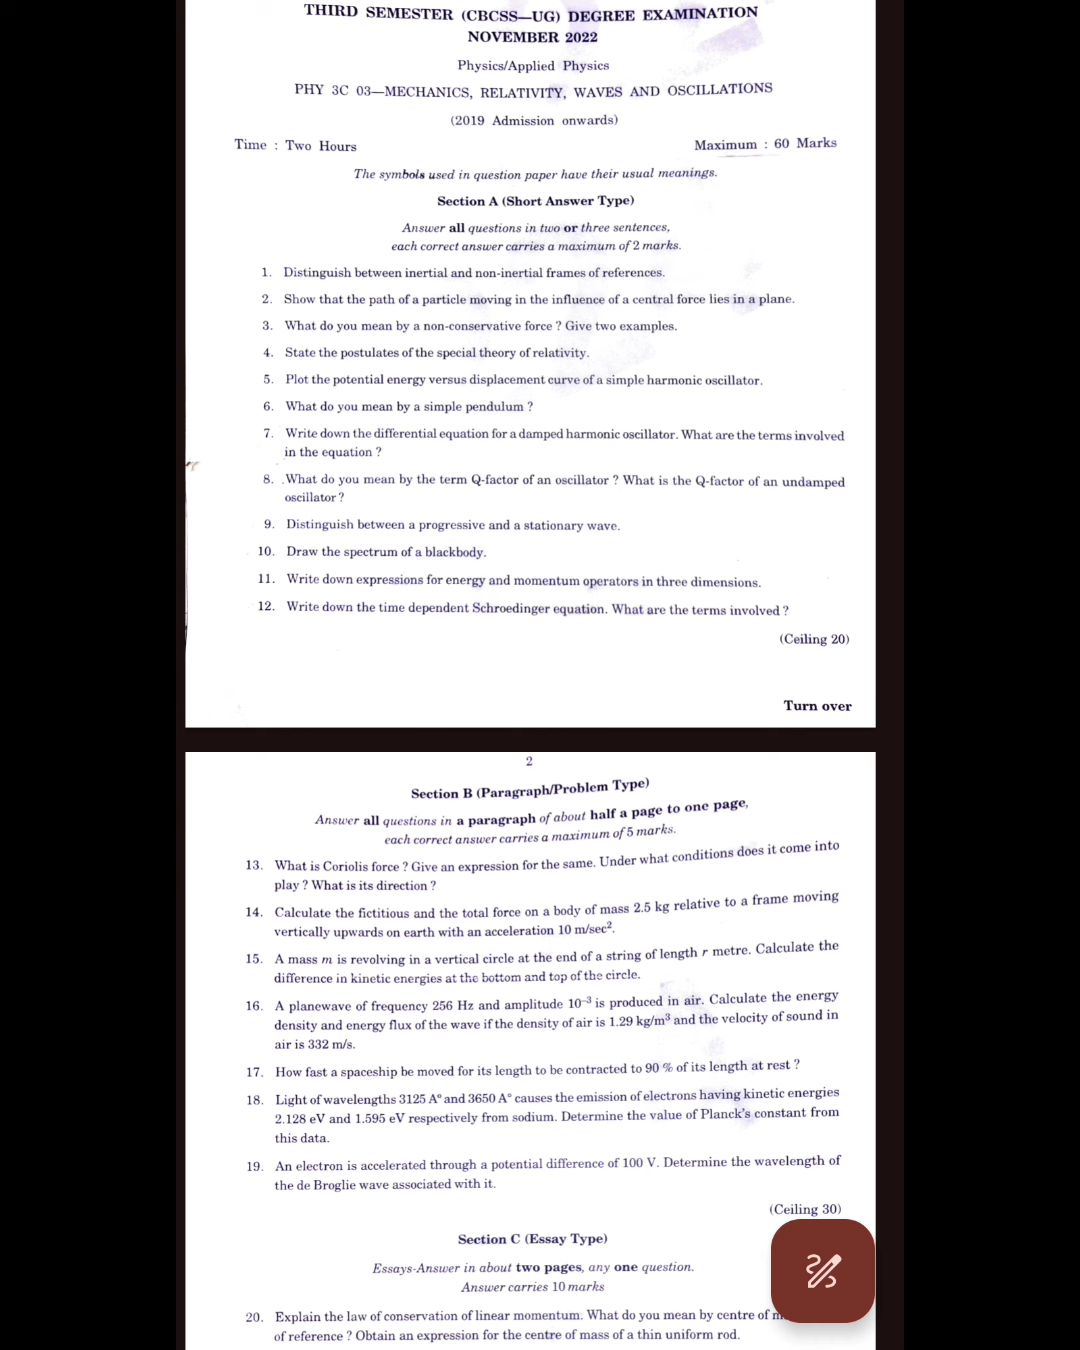 THIRD SEMESTER (CBCSS—UG) DEGREE EXAMINATION
NOVEMBER 2022
Physics/Applied Physics
PHY 3C 03—MECHANICS, RELATIVITY, WAVES AND OSCILLATIONS
(2019 Admission onwards)
Time : Two Hours Maximum : 60 Marks
The symbols used in question paper have their usual meanings.
Section A (Short Answer Type)
Answer all questions in two or three sentences,
each correct answer carries a maximum of 2 marks.
1. Distinguish between inertial and non-inertial frames of references.
2. Show that the path of a particle moving in the influence of a central force lies in a plane.
3. What do you mean by a non-conservative force ? Give two examples.
4. State the postulates of the special theory of relativity.
5. Plot the potential energy versus displacement curve of a simple harmonic oscillator.
6. What do you mean by a simple pendulum ?
7. Write down the differential equation for a damped harmonic oscillator. What are the terms involved
in the equation ?
8. What do you mean by the term Q-factor of an oscillator ? What is the Q-factor of an undamped
oscillator ?
9. Distinguish between a progressive and a stationary wave.
10. Draw the spectrum of a blackbody.
11. Write down expressions for energy and momentum operators in three dimensions.
12. Write down the time dependent Schroedinger equation. What are the terms involved ?
(Ceiling 20)
Turn over
2
Section B (Paragraph/Problem Type)
Answer all questions in a paragraph of about half a page to one page,
each correct answer carries a maximum of 5 marks.
13. What is Coriolis force ? Give an expression for the same. Under what conditions does it come into
play ? What is its direction ?
14. Calculate the fictitious and the total force on a body of mass 2.5 kg relative to a frame moving
vertically upwards on earth with an acceleration 10 m/sec².
15. A mass m is revolving in a vertical circle at the end of a string of length r metre. Calculate the
difference in kinetic energies at the bottom and top of the circle.
16. A planewave of frequency 256 Hz and amplitude 10⁻³ is produced in air. Calculate the energy
density and energy flux of the wave if the density of air is 1.29 kg/m³ and the velocity of sound in
air is 332 m/s.
17. How fast a spaceship be moved for its length to be contracted to 90 % of its length at rest ?
18. Light of wavelengths 3125 A° and 3650 A° causes the emission of electrons having kinetic energies
2.128 eV and 1.595 eV respectively from sodium. Determine the value of Planck's constant from
this data.
19. An electron is accelerated through a potential difference of 100 V. Determine the wavelength of
the de Broglie wave associated with it.
(Ceiling 30)
Section C (Essay Type)
Essays-Answer in about two pages, any one question.
Answer carries 10 marks
20. Explain the law of conservation of linear momentum. What do you mean by centre of
of reference ? Obtain an expression for the centre of mass of a thin uniform rod.